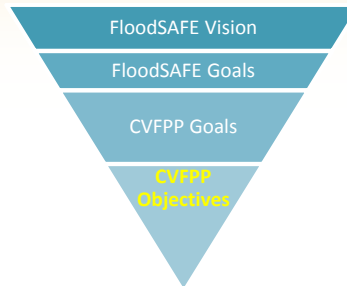 FloodSAFE Vision
FloodSAFE Goals
CVFPP Goals
CVFPP
Objectives